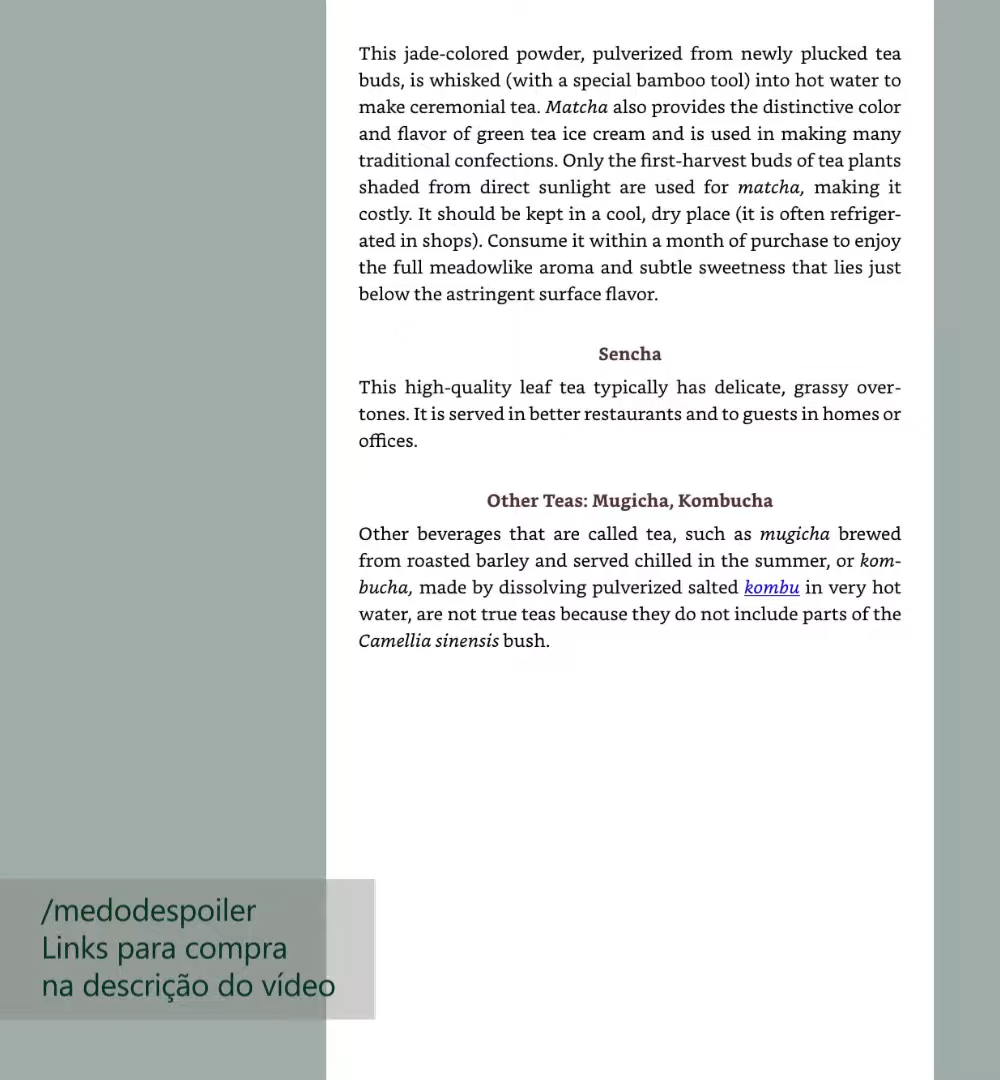 This jade-colored powder, pulverized from newly plucked tea
buds, is whisked (with a special bamboo tool) into hot water to
make ceremonial tea. Matcha also provides the distinctive color
and flavor of green tea ice cream and is used in making many
traditional confections. Only the first-harvest buds of tea plants
shaded from direct sunlight are used for matcha, making it
costly. It should be kept in a cool, dry place (it is often refriger-
ated in shops). Consume it within a month of purchase to enjoy
the full meadowlike aroma and subtle sweetness that lies just
below the astringent surface flavor.
Sencha
This high-quality leaf tea typically has delicate, grassy over-
tones. It is served in better restaurants and to guests in homes or
offices.
Other Teas: Mugicha, Kombucha
Other beverages that are called tea, such as mugicha brewed
from roasted barley and served chilled in the summer, or kom-
bucha, made by dissolving pulverized salted kombu in very hot
water, are not true teas because they do not include parts of the
Camellia sinensis bush.
/medodespoiler
Links para compra
na descrição do vídeo